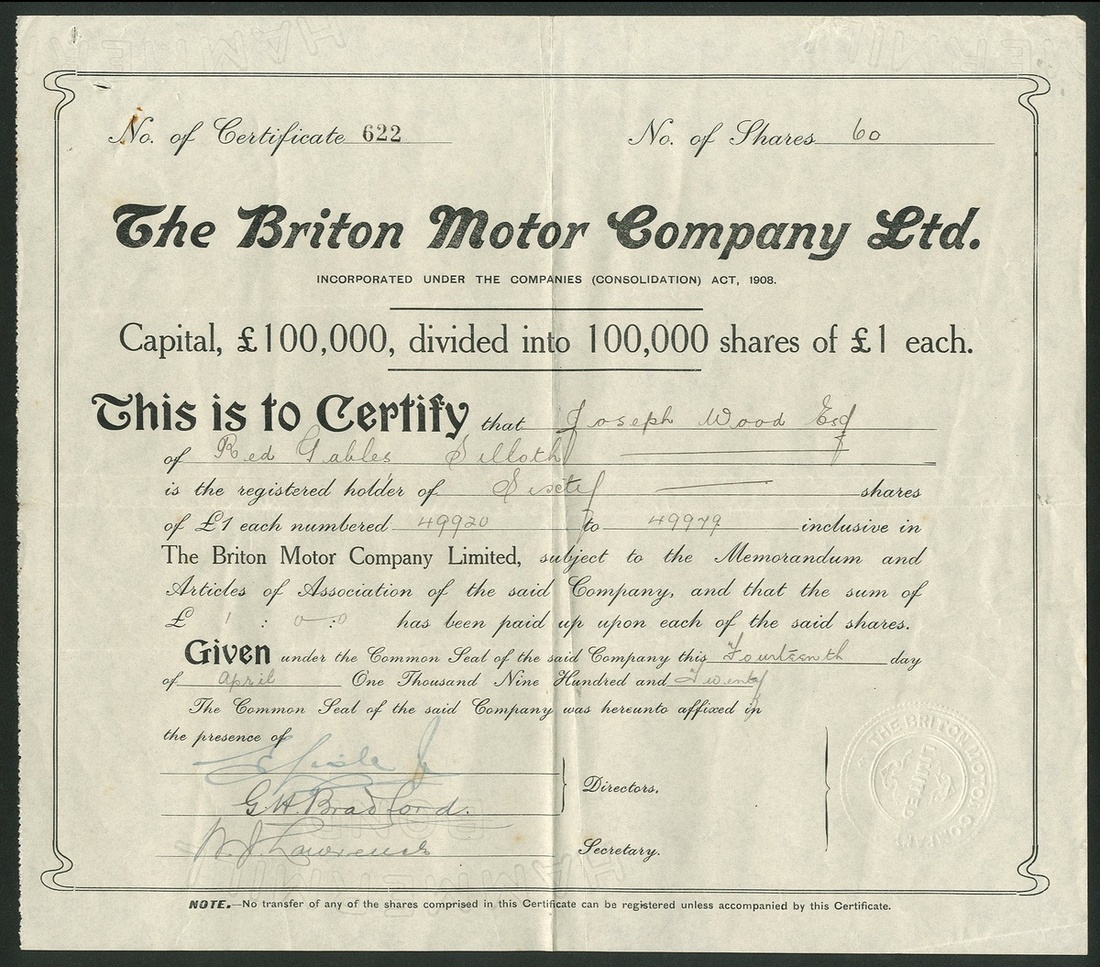 No. of Certificate 622
No. of Shares 60
The Briton Motor Company Ltd.
INCORPORATED UNDER THE COMPANIES (CONSOLIDATION) ACT, 1908.
Capital, £100,000, divided into 100,000 shares of £1 each.
This is to Certify that Joseph Wood Esq
of Red Gables Silloth
is the registered holder of Sixty shares
of £1 each numbered 49920 to 49979 inclusive in
The Briton Motor Company Limited, subject to the Memorandum and
Articles of Association of the said Company, and that the sum of
£ 1 : 0 : 0 has been paid up upon each of the said shares.
Given under the Common Seal of the said Company this Fourteenth day
of April One Thousand Nine Hundred and Twenty
The Common Seal of the said Company was hereunto affixed in
the presence of
Directors.
G. H. Bradford.
W. J. Lawrence
Secretary.
THE BRITON MOTOR COMPANY
LIMITED
NOTE.—No transfer of any of the shares comprised in this Certificate can be registered unless accompanied by this Certificate.